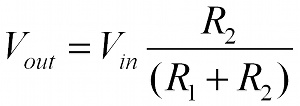 V_out = V_in R_2 / (R_1 + R_2)